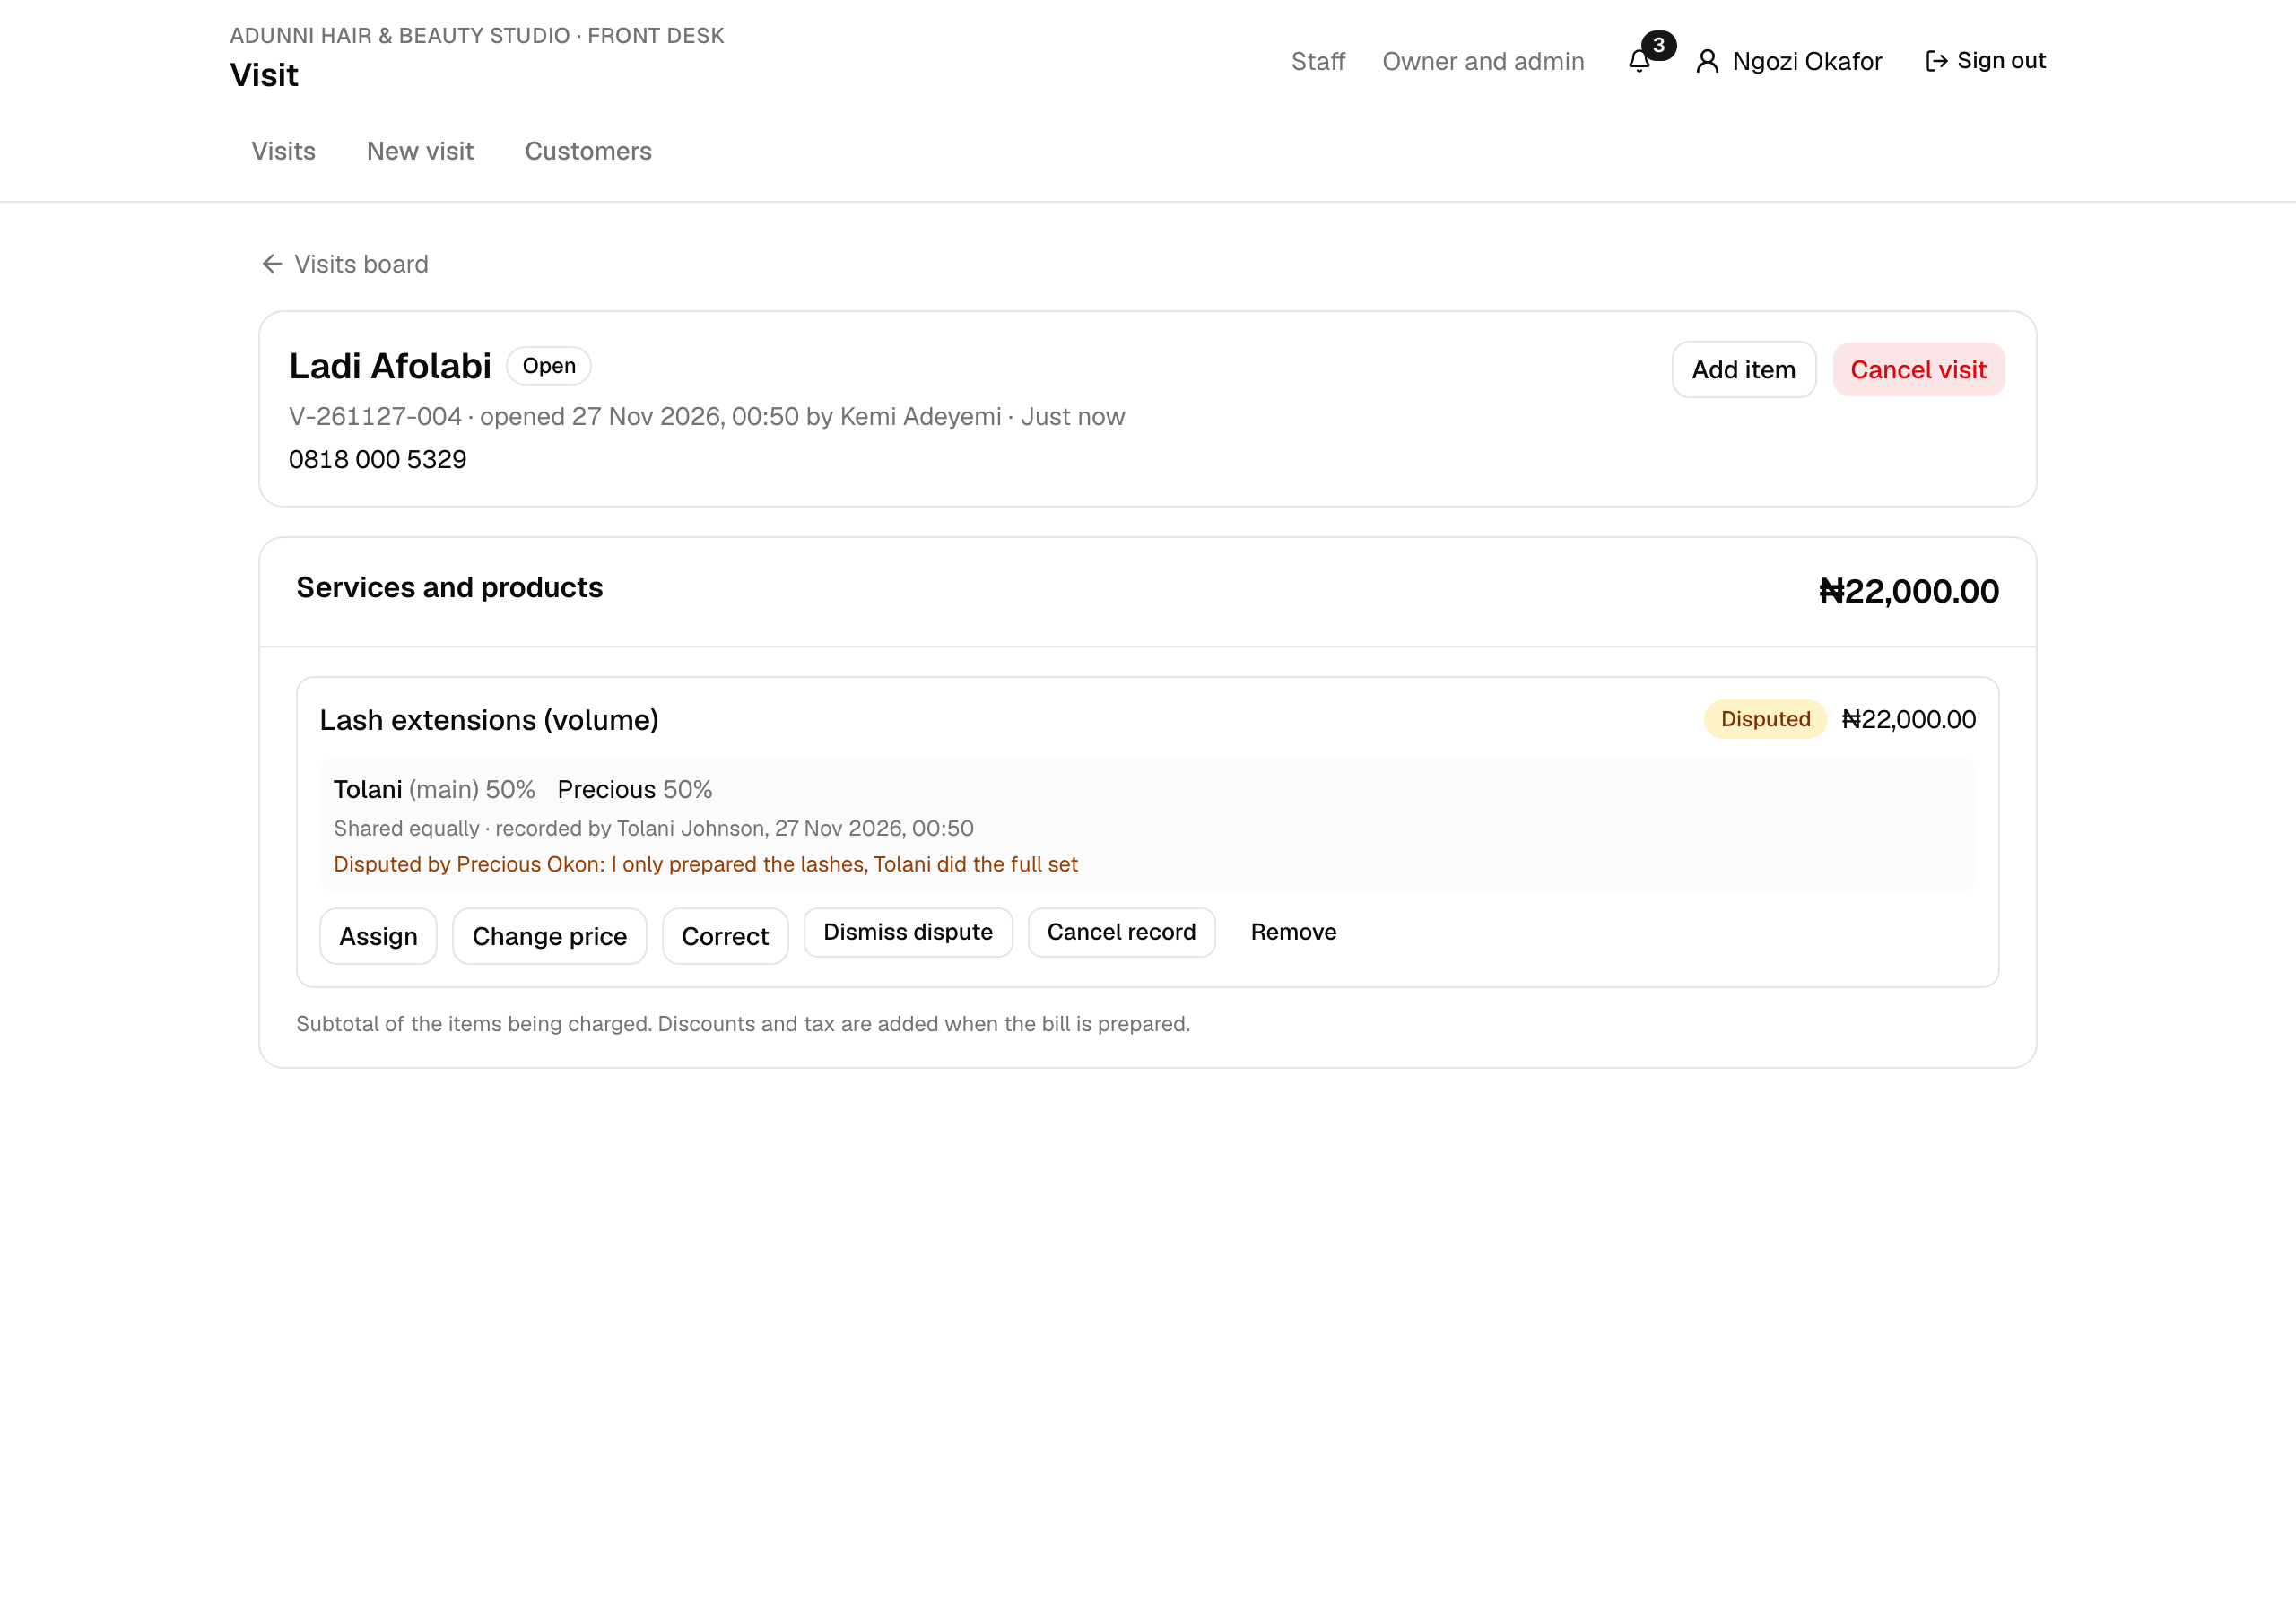 ADUNNI HAIR & BEAUTY STUDIO · FRONT DESK
Visit
Staff
Owner and admin
3
Ngozi Okafor
Sign out
Visits
New visit
Customers
Visits board
Ladi Afolabi
Open
Add item
Cancel visit
V-261127-004 · opened 27 Nov 2026, 00:50 by Kemi Adeyemi · Just now
0818 000 5329
Services and products
₦22,000.00
Lash extensions (volume)
Disputed
₦22,000.00
Tolani (main) 50% Precious 50%
Shared equally · recorded by Tolani Johnson, 27 Nov 2026, 00:50
Disputed by Precious Okon: I only prepared the lashes, Tolani did the full set
Assign
Change price
Correct
Dismiss dispute
Cancel record
Remove
Subtotal of the items being charged. Discounts and tax are added when the bill is prepared.